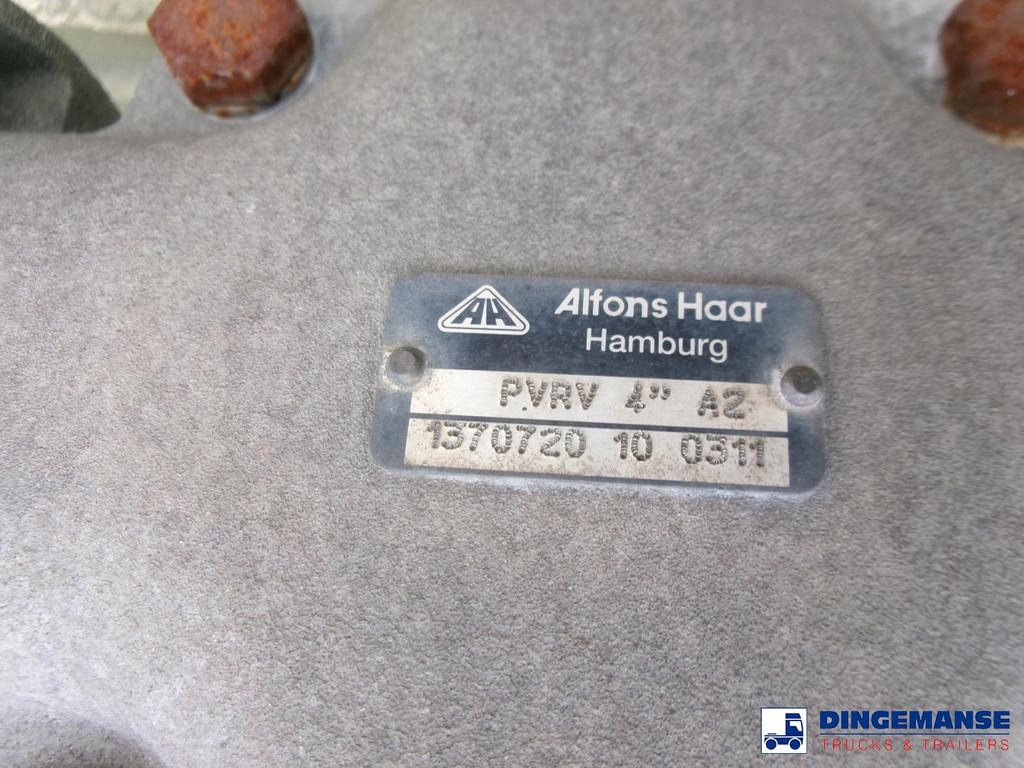 AH
Alfons Haar
Hamburg
PVRV 4" A2
1370720 10 0311
DINGEMANSE
TRUCKS & TRAILERS